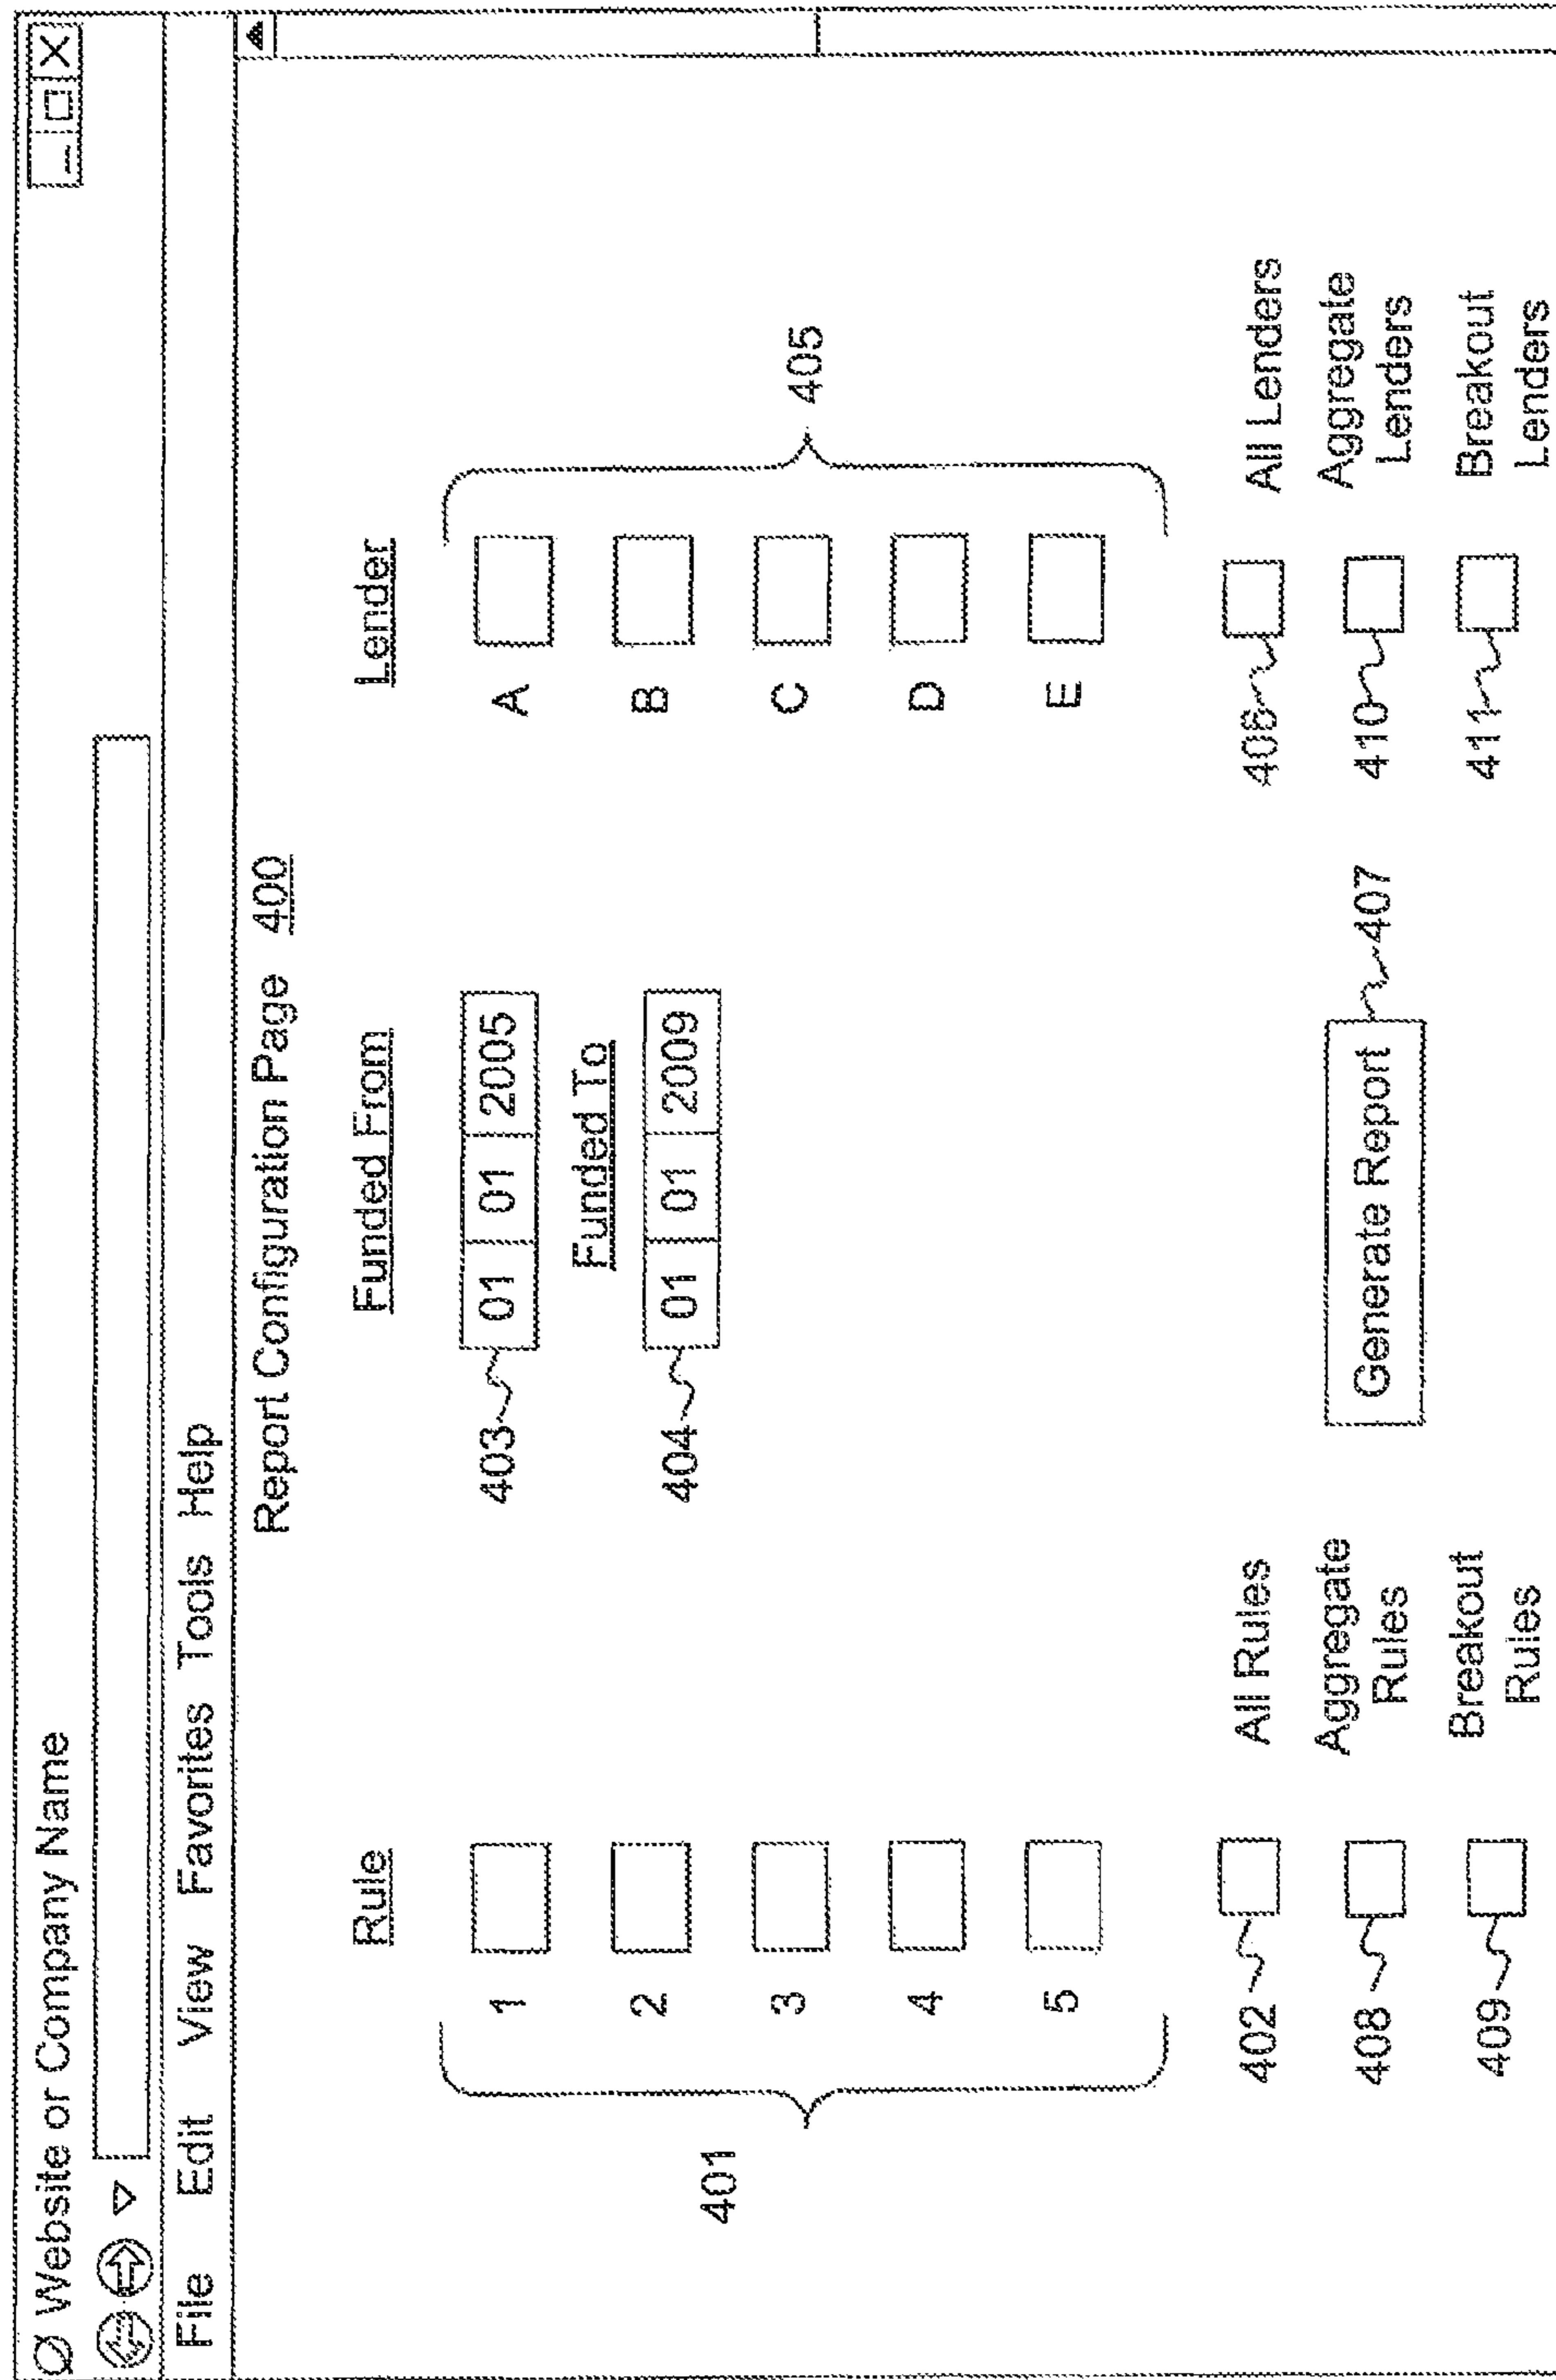 Website or Company Name
File Edit View Favorites Tools Help
Report Configuration Page 400
Rule
Funded From
Lender
1
A
403
01 01 2005
2
B
Funded To
404
01 01 2009
3
C
401
405
4
D
5
E
402
All Rules
406
All Lenders
408
Aggregate
Rules
Generate Report
407
410
Aggregate
Lenders
409
Breakout
Rules
411
Breakout
Lenders